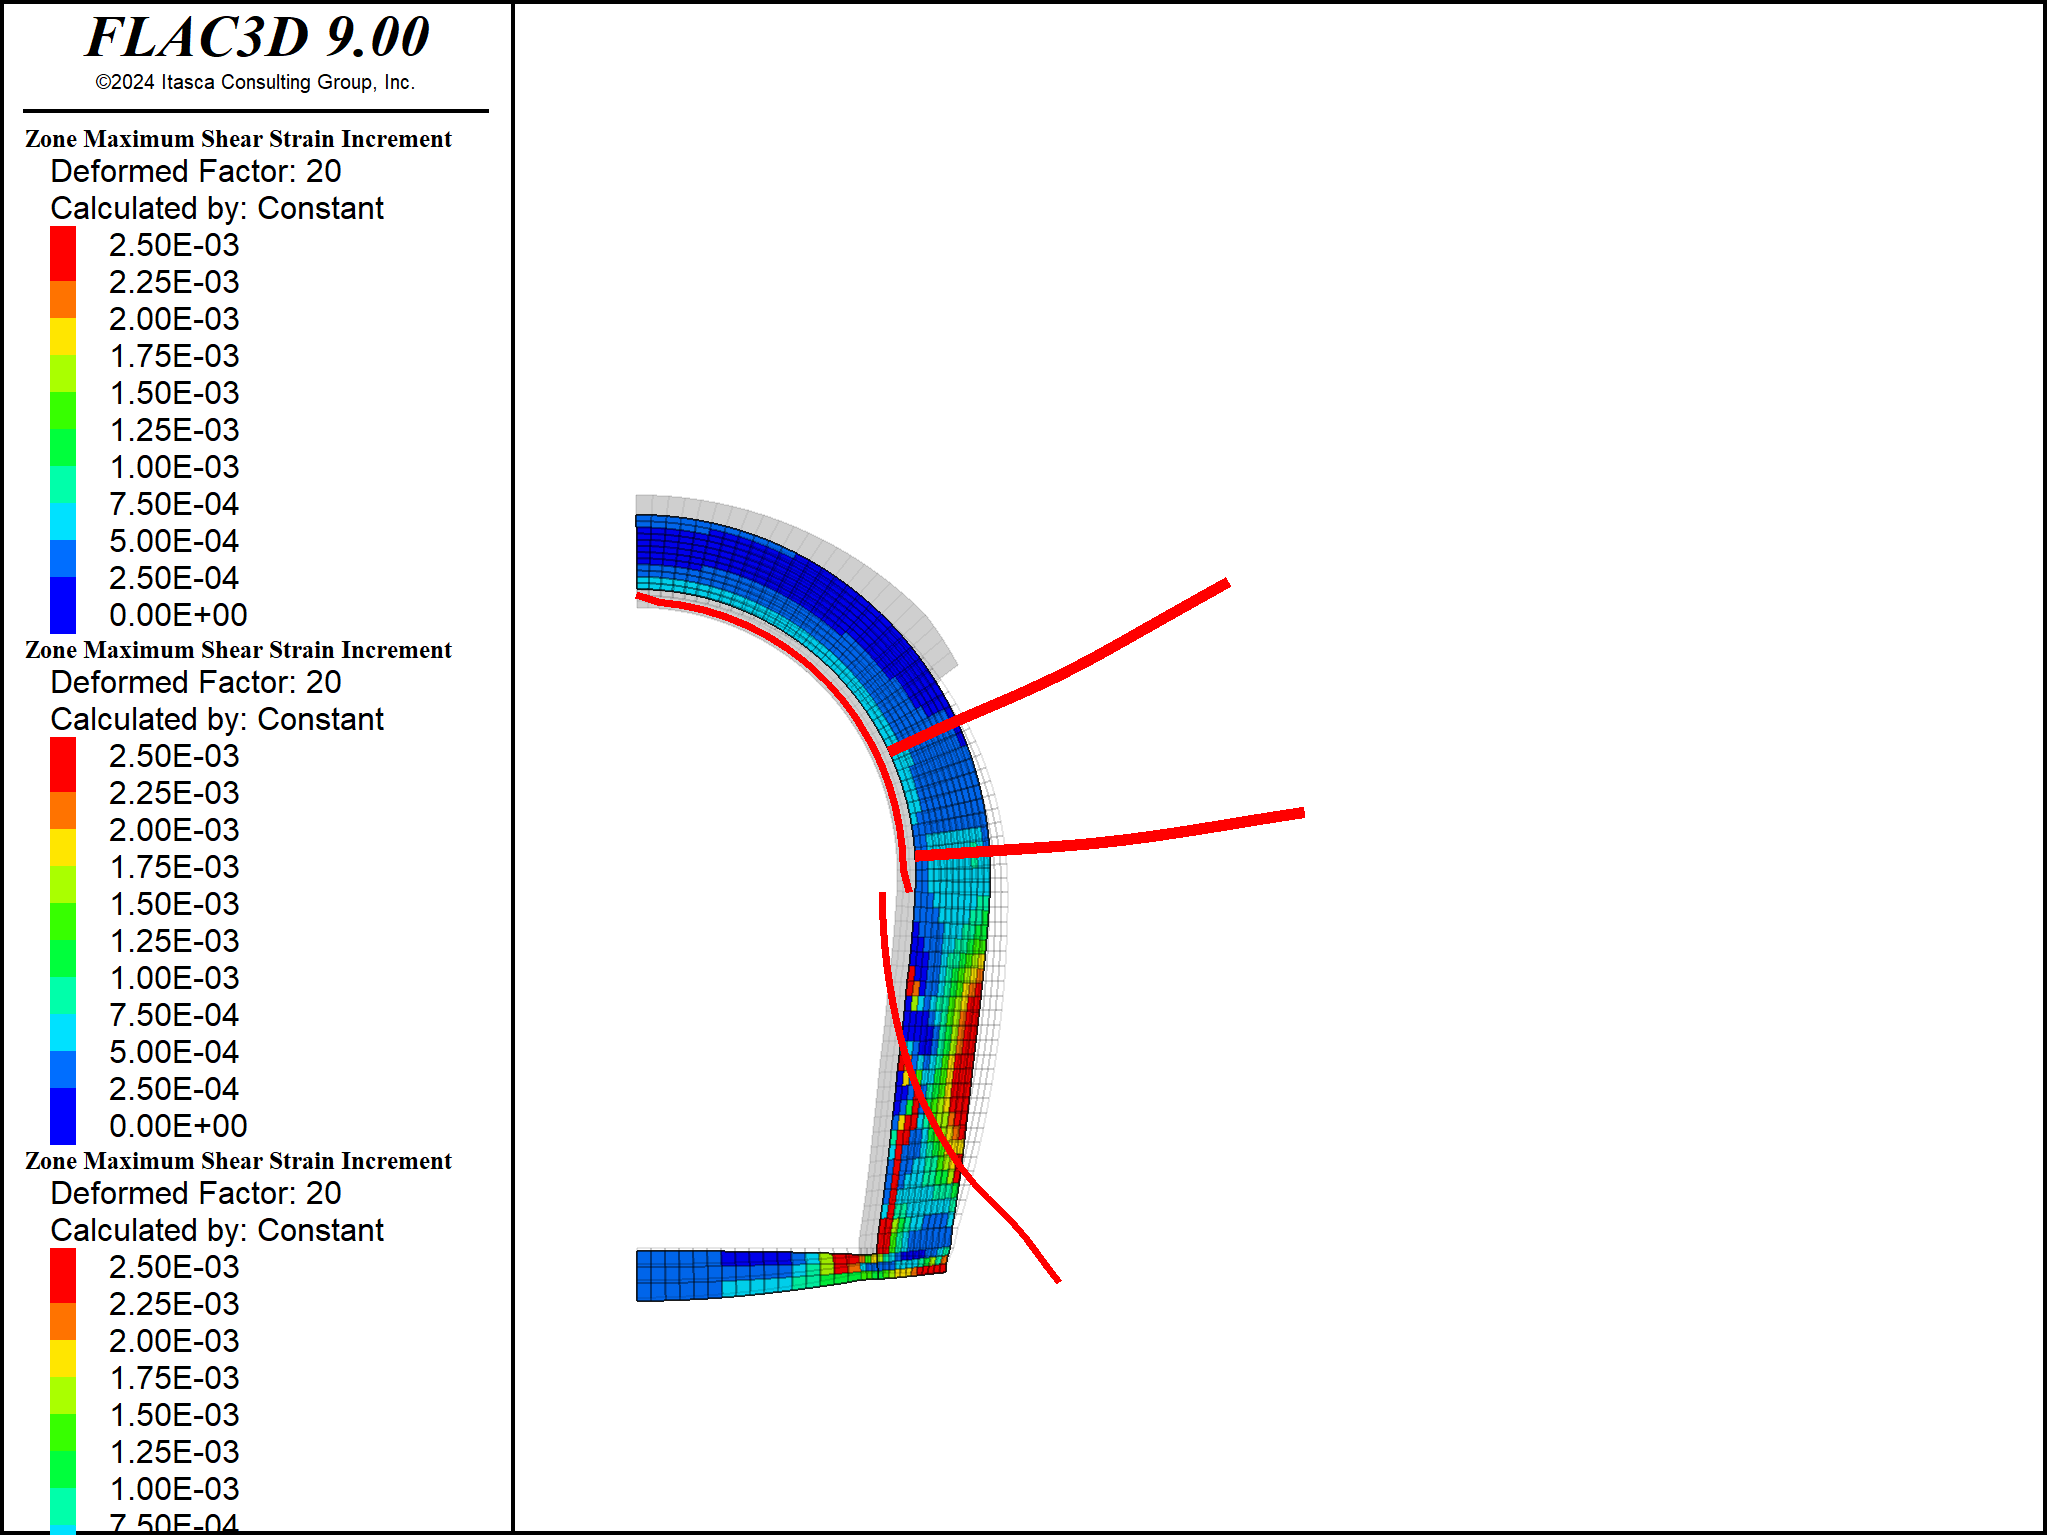 FLAC3D 9.00
©2024 Itasca Consulting Group, Inc.
Zone Maximum Shear Strain Increment
Deformed Factor: 20
Calculated by: Constant
2.50E-03
2.25E-03
2.00E-03
1.75E-03
1.50E-03
1.25E-03
1.00E-03
7.50E-04
5.00E-04
2.50E-04
0.00E+00
Zone Maximum Shear Strain Increment
Deformed Factor: 20
Calculated by: Constant
2.50E-03
2.25E-03
2.00E-03
1.75E-03
1.50E-03
1.25E-03
1.00E-03
7.50E-04
5.00E-04
2.50E-04
0.00E+00
Zone Maximum Shear Strain Increment
Deformed Factor: 20
Calculated by: Constant
2.50E-03
2.25E-03
2.00E-03
1.75E-03
1.50E-03
1.25E-03
1.00E-03
7.50E-04